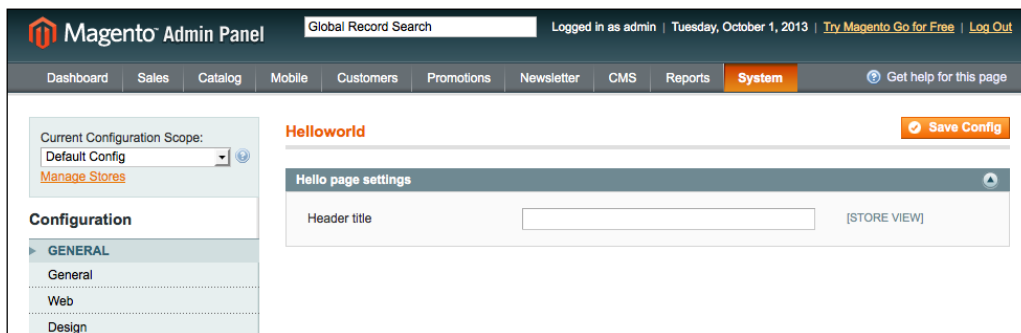 Magento Admin Panel
Global Record Search
Logged in as admin | Tuesday, October 1, 2013 | Try Magento Go for Free | Log Out
Dashboard Sales Catalog Mobile Customers Promotions Newsletter CMS Reports System Get help for this page
Current Configuration Scope:
Default Config
Manage Stores
Configuration
GENERAL
General
Web
Design
Helloworld
Save Config
Hello page settings
Header title [STORE VIEW]